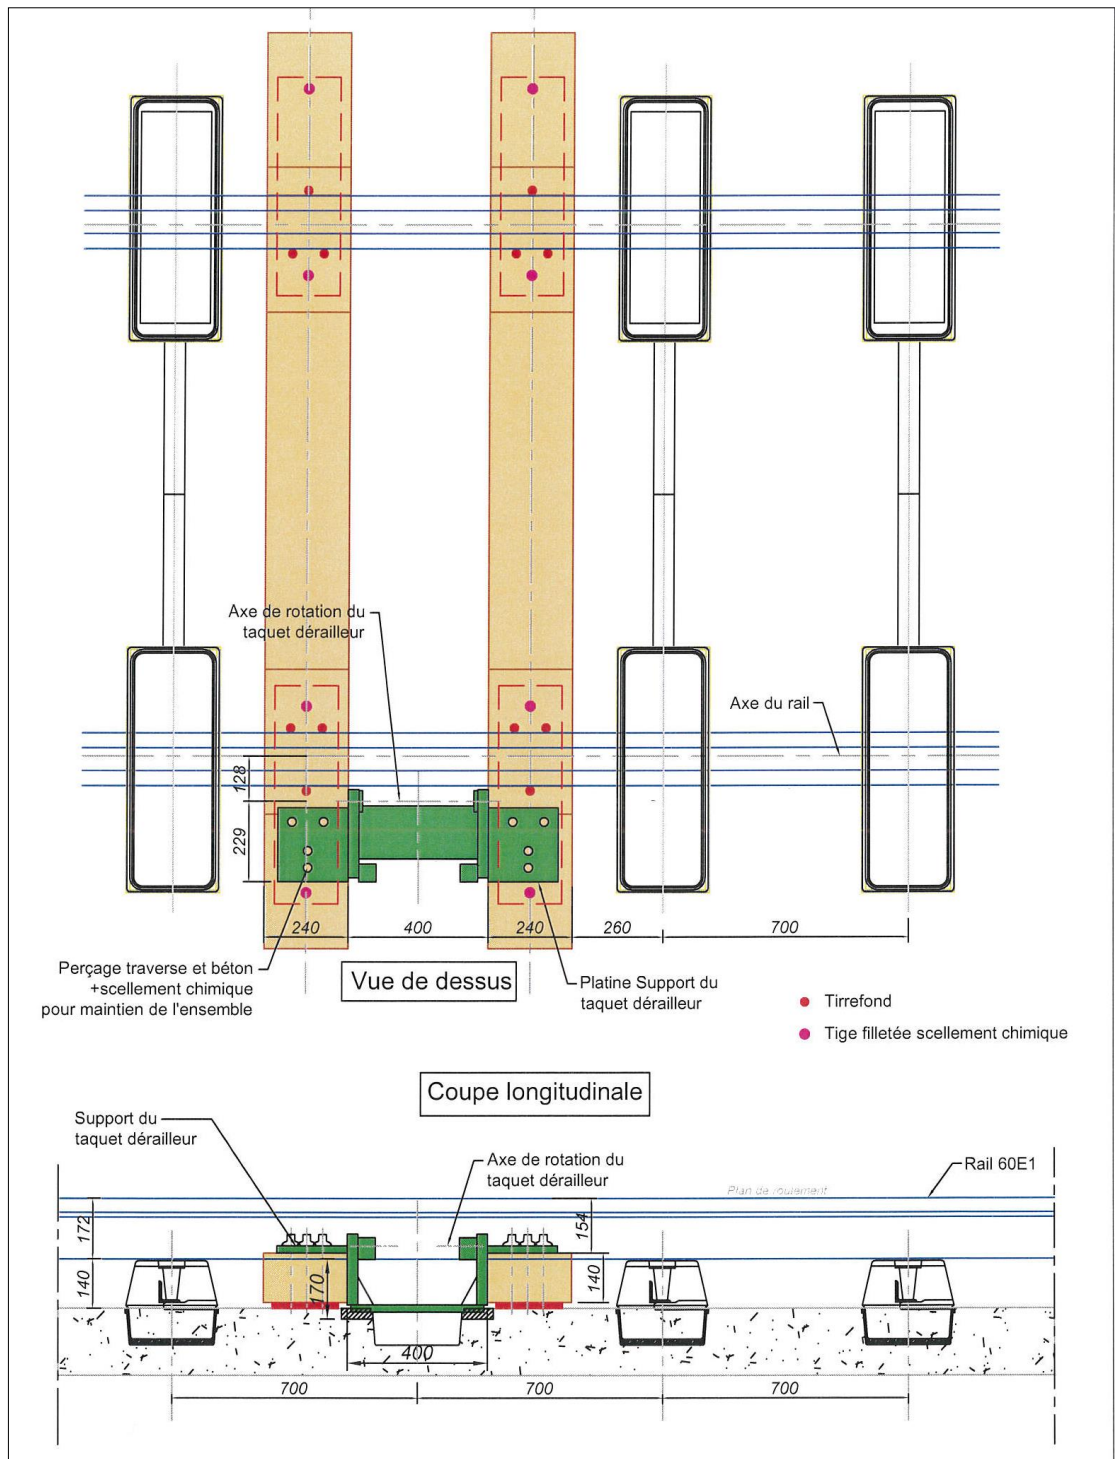 Axe de rotation du
taquet dérailleur
Axe du rail
128
229
240
400
240
260
700
Perçage traverse et béton
+scellement chimique
pour maintien de l'ensemble
Vue de dessus
Platine Support du
taquet dérailleur
Tirrefond
Tige filletée scellement chimique
Coupe longitudinale
Support du
taquet dérailleur
Axe de rotation du
taquet dérailleur
Rail 60E1
Plan de roulement
172
154
140
170
140
400
700
700
700